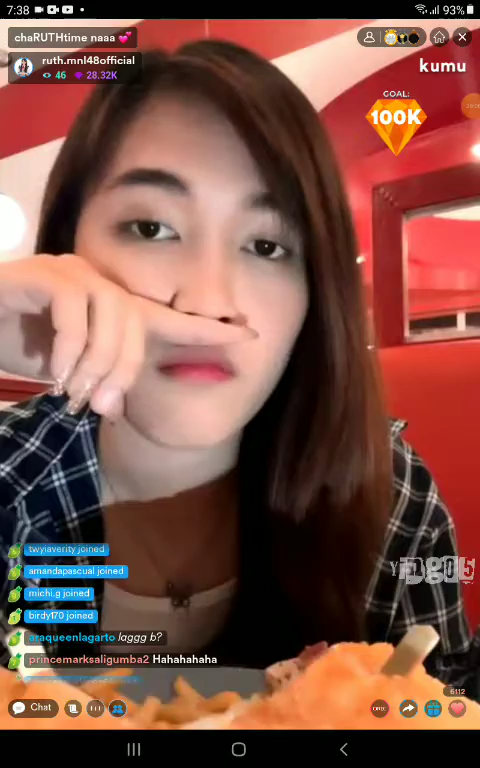 7:38
93%
chaRUTHtime naaa 💕
ruth.mnl48official
46 28.32K
kumu
GOAL:
100K
twyiaverity joined
amandapascual joined
michi.g joined
birdy170 joined
araqueenlagarto laggg b?
princemarksaligumba2 Hahahahaha
6112
Chat